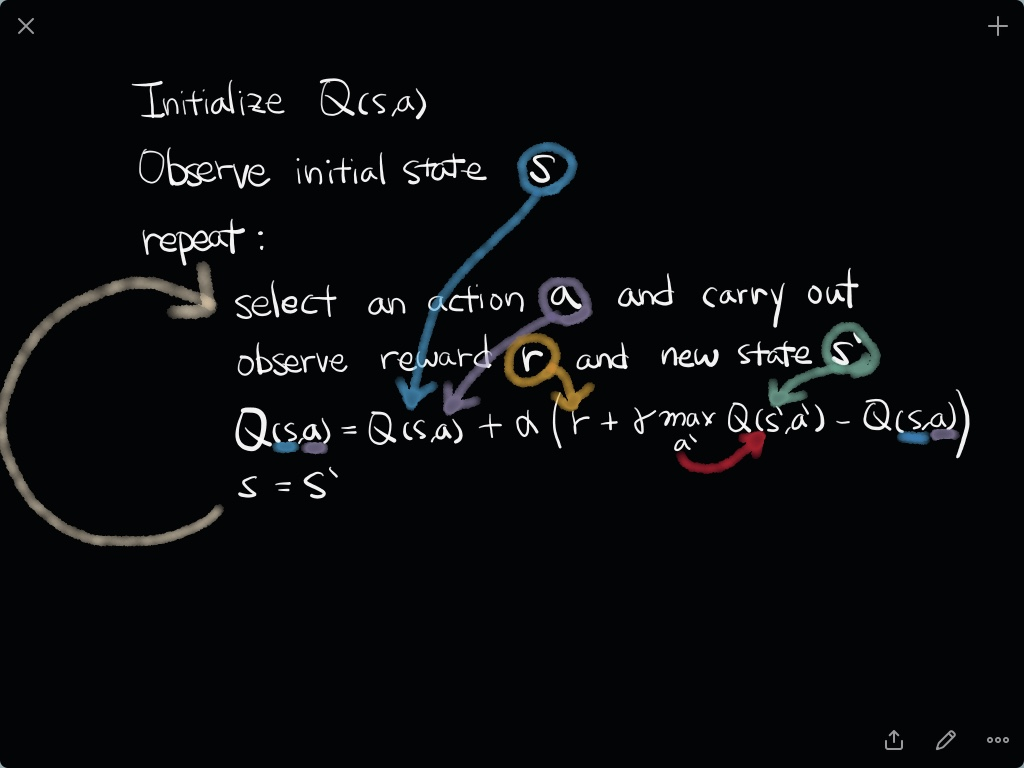 Initialize Q(s,a)
Observe initial state s
repeat :
select an action a and carry out
observe reward r and new state s`
Q(s,a) = Q(s,a) + α (r + γ max Q(s`,a`) - Q(s,a))
a`
s = s`